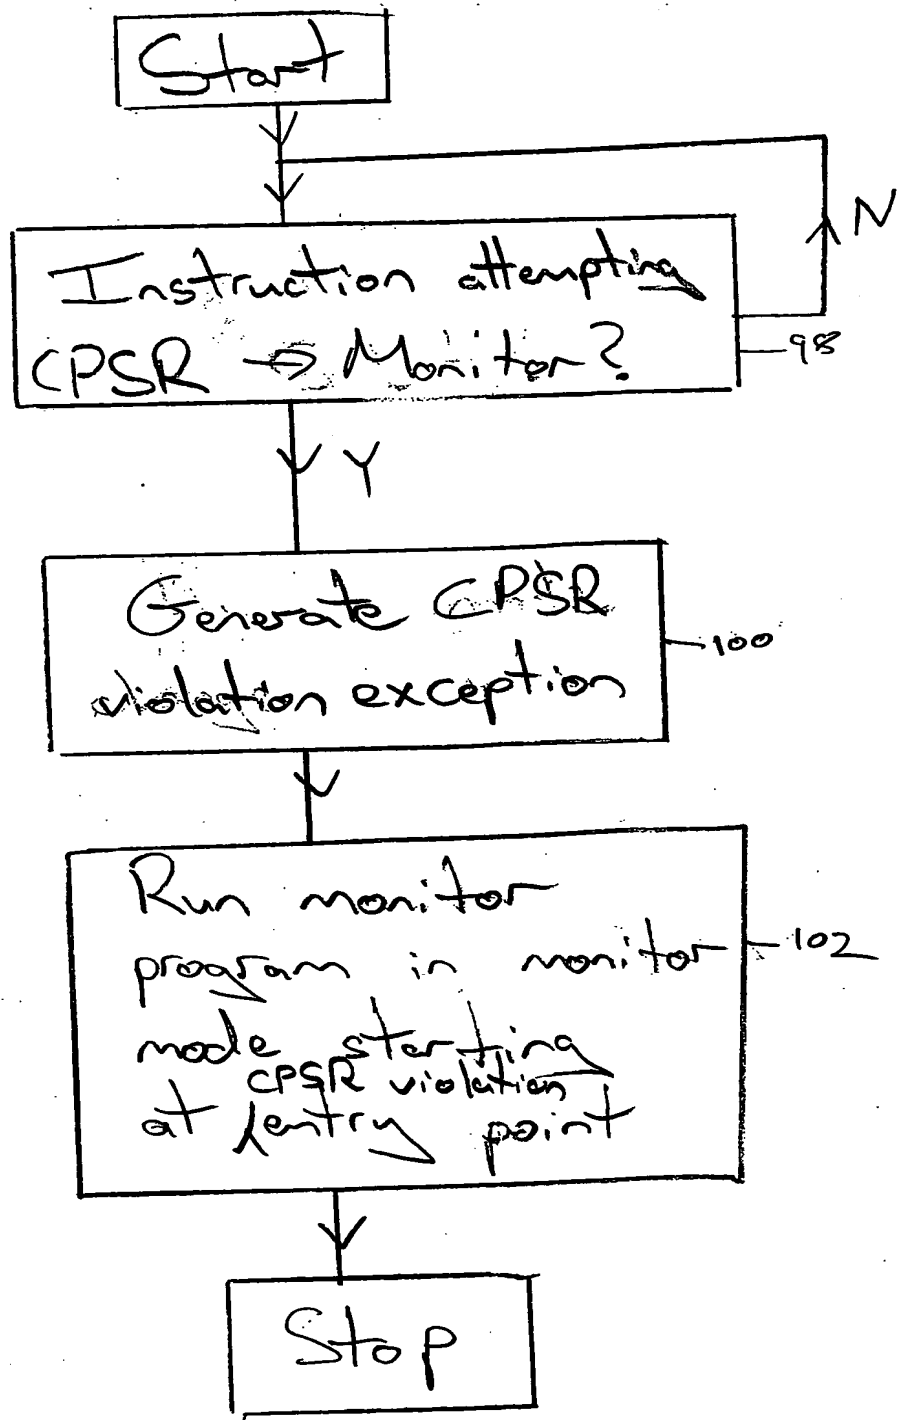 Start
N
Instruction attempting
CPSR → Monitor?
98
Y
Generate CPSR
violation exception
100
Run monitor
program in monitor
102
mode starting
CPSR violation
at entry point
Stop